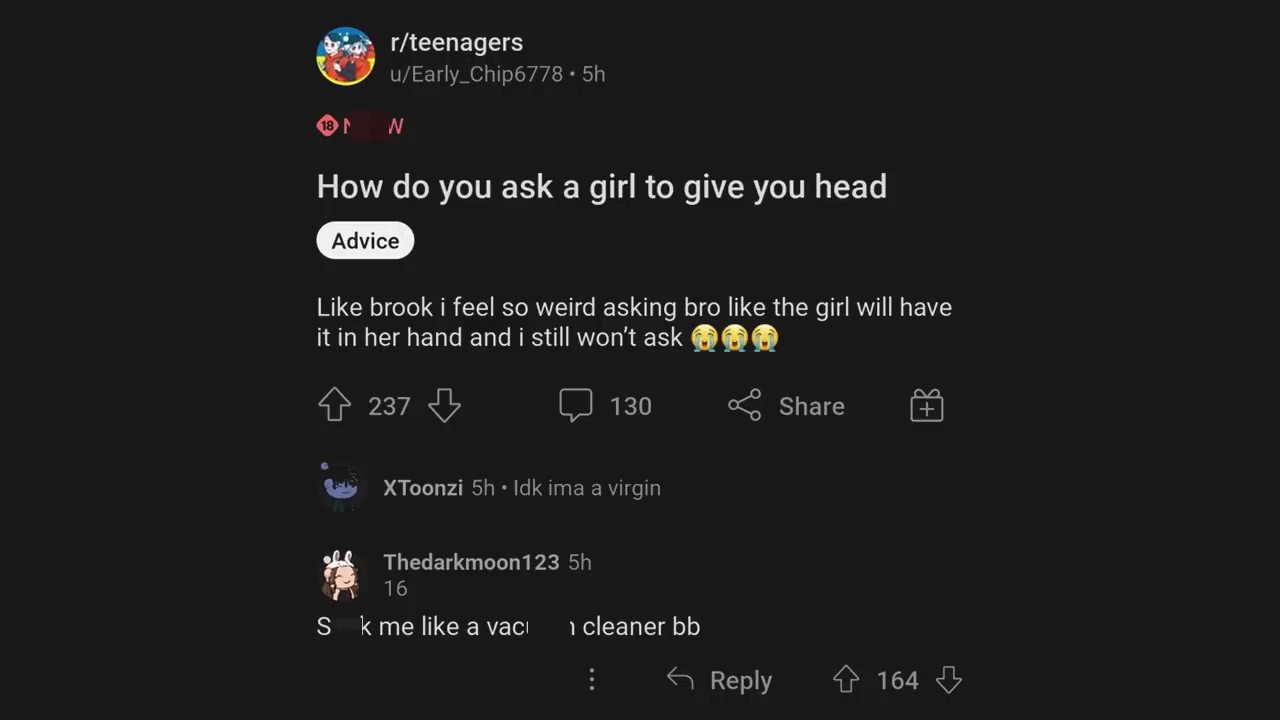 r/teenagers
u/Early_Chip6778 • 5h
18
How do you ask a girl to give you head
Advice
Like brook i feel so weird asking bro like the girl will have
it in her hand and i still won't ask 😭😭😭
237 130 Share
XToonzi 5h • Idk ima a virgin
Thedarkmoon123 5h
16
me like a cleaner bb
Reply 164